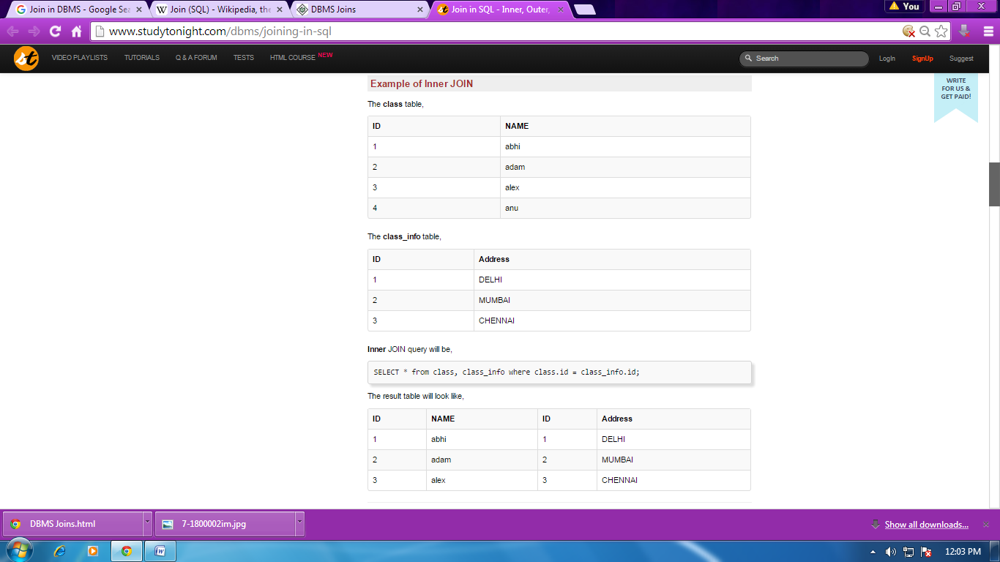 Join in DBMS - Google Sea
Join (SQL) - Wikipedia, the
DBMS Joins
Join in SQL - Inner, Outer,
You
www.studytonight.com/dbms/joining-in-sql
st
VIDEO PLAYLISTS
TUTORIALS
Q & A FORUM
TESTS
HTML COURSE NEW
Search
LogIn
SignUp
Suggest
WRITE
FOR US &
GET PAID!
Example of Inner JOIN
The class table,
ID NAME
1 abhi
2 adam
3 alex
4 anu
The class_info table,
ID Address
1 DELHI
2 MUMBAI
3 CHENNAI
Inner JOIN query will be,
SELECT * from class, class_info where class.id = class_info.id;
The result table will look like,
ID NAME ID Address
1 abhi 1 DELHI
2 adam 2 MUMBAI
3 alex 3 CHENNAI
DBMS Joins.html
7-1800002im.jpg
Show all downloads...
12:03 PM